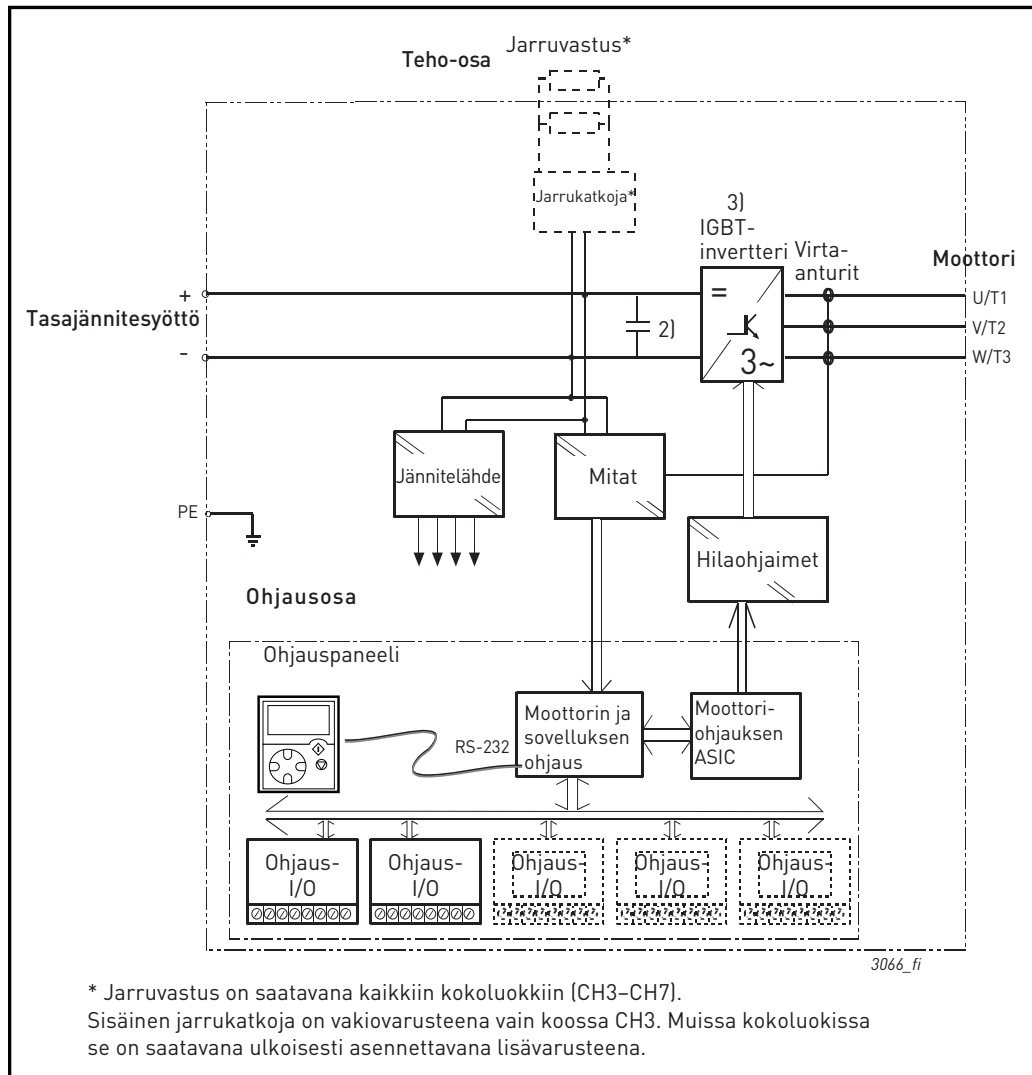 Jarruvastus*
Teho-osa
Jarrukatkoja*
3)
IGBT-
invertteri
Virta-
anturit
Moottori
+
Tasajännitesyöttö
-
=
3~
2)
U/T1
V/T2
W/T3
Jännitelähde
Mitat
PE
Hilaohjaimet
Ohjausosa
Ohjauspaneeli
RS-232
Moottorin ja
sovelluksen
ohjaus
Moottori-
ohjauksen
ASIC
Ohjaus-
I/O
Ohjaus-
I/O
Ohjaus-
I/O
Ohjaus-
I/O
Ohjaus-
I/O
3066_fi
* Jarruvastus on saatavana kaikkiin kokoluokkiin (CH3–CH7).
Sisäinen jarrukatkoja on vakiovarusteena vain koossa CH3. Muissa kokoluokissa
se on saatavana ulkoisesti asennettavana lisävarusteena.